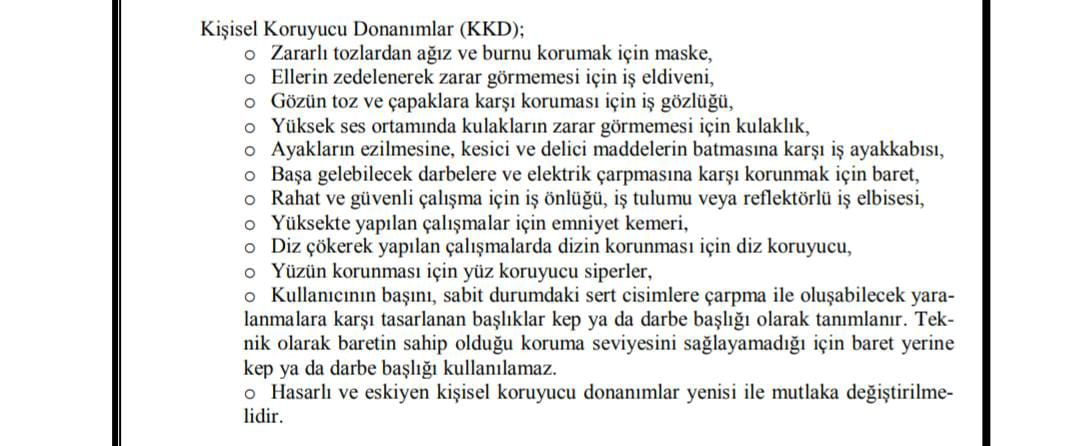 Kişisel Koruyucu Donanımlar (KKD);
o Zararlı tozlardan ağız ve burnu korumak için maske,
o Ellerin zedelenerek zarar görmemesi için iş eldiveni,
o Gözün toz ve çapaklara karşı koruması için iş gözlüğü,
o Yüksek ses ortamında kulakların zarar görmemesi için kulaklık,
o Ayakların ezilmesine, kesici ve delici maddelerin batmasına karşı iş ayakkabısı,
o Başa gelebilecek darbelere ve elektrik çarpmasına karşı korunmak için baret,
o Rahat ve güvenli çalışma için iş önlüğü, iş tulumu veya reflektörlü iş elbisesi,
o Yüksekte yapılan çalışmalar için emniyet kemeri,
o Diz çökerek yapılan çalışmalarda dizin korunması için diz koruyucu,
o Yüzün korunması için yüz koruyucu siperler,
o Kullanıcının başını, sabit durumdaki sert cisimlere çarpma ile oluşabilecek yara-
lanmalara karşı tasarlanan başlıklar kep ya da darbe başlığı olarak tanımlanır. Tek-
nik olarak baretin sahip olduğu koruma seviyesini sağlayamadığı için baret yerine
kep ya da darbe başlığı kullanılamaz.
o Hasarlı ve eskiyen kişisel koruyucu donanımlar yenisi ile mutlaka değiştirilme-
lidir.